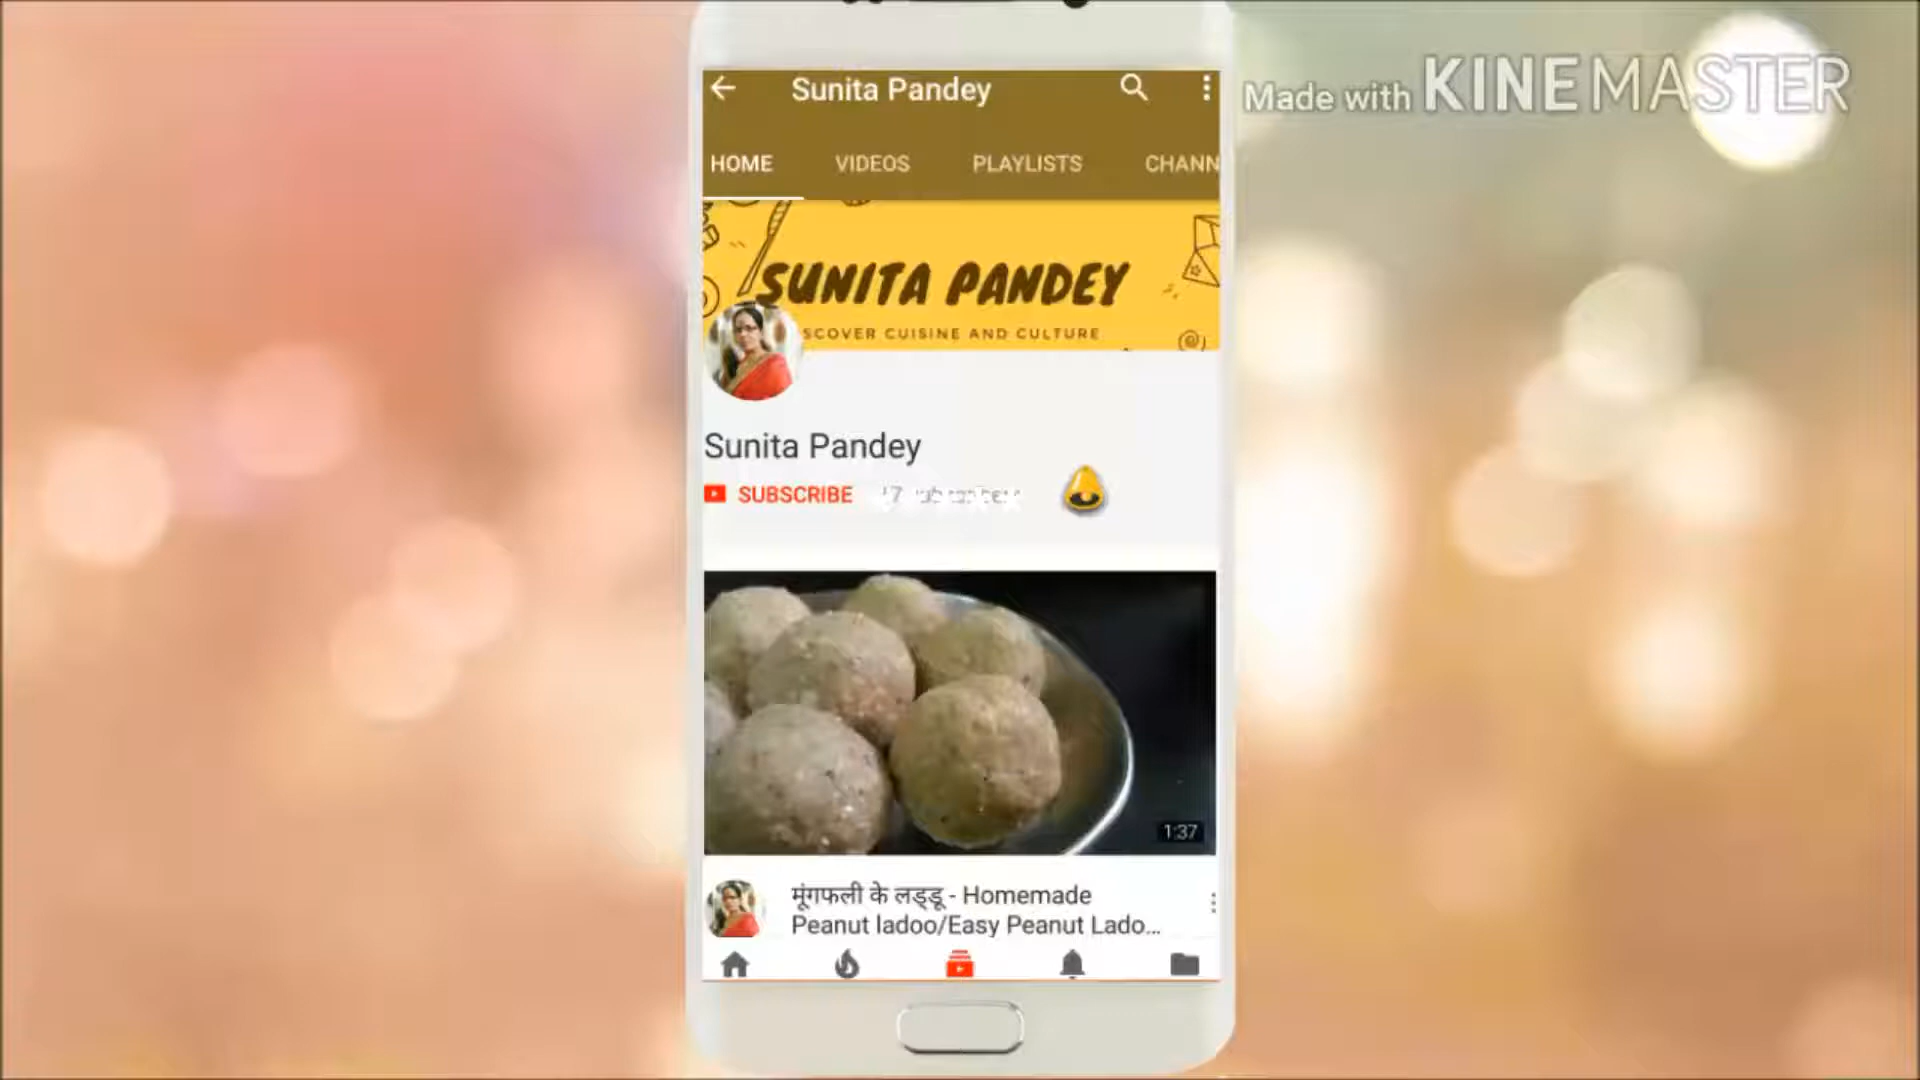 Sunita Pandey
Made with KINEMASTER
HOME VIDEOS PLAYLISTS CHANN
SUNITA PANDEY
SCOVER CUISINE AND CULTURE
Sunita Pandey
SUBSCRIBE
1:37
मूंगफली के लड्डू - Homemade
Peanut ladoo/Easy Peanut Lado...